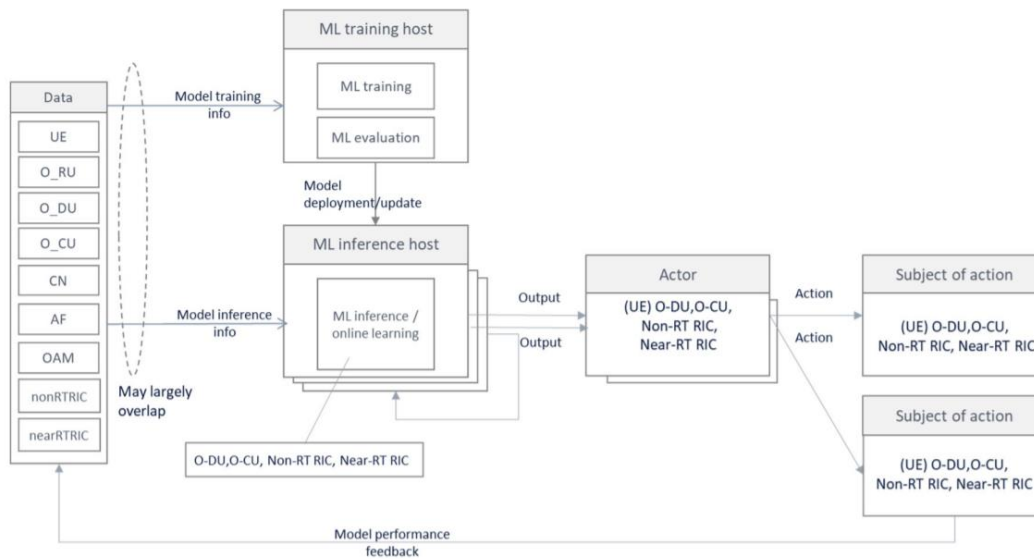 Data
UE
O_RU
O_DU
O_CU
CN
AF
OAM
nonRTRIC
nearRTRIC
May largely
overlap
Model training
info
Model inference
info
ML training host
ML training
ML evaluation
Model
deployment/update
ML inference host
ML inference /
online learning
O-DU,O-CU, Non-RT RIC, Near-RT RIC
Output
Output
Actor
(UE) O-DU,O-CU,
Non-RT RIC,
Near-RT RIC
Action
Action
Subject of action
(UE) O-DU,O-CU,
Non-RT RIC, Near-RT RIC
Subject of action
(UE) O-DU,O-CU,
Non-RT RIC, Near-RT RIC
Model performance
feedback